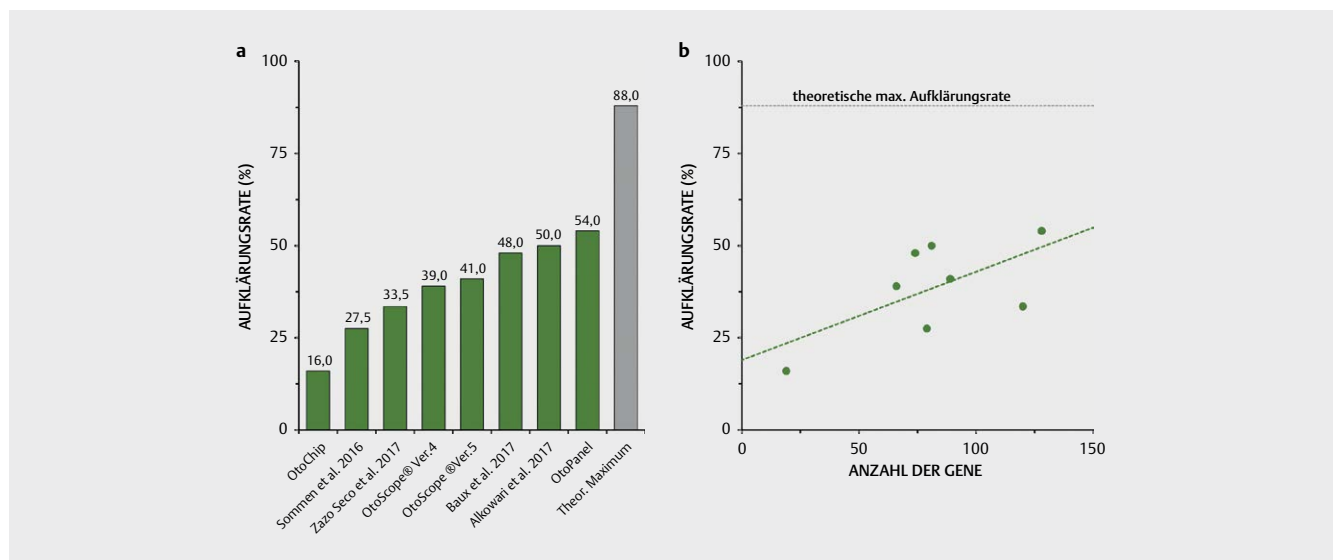 a
AUFKLÄRUNGSRATE (%)
100
75
50
25
0
16,0
27,5
33,5
39,0
41,0
48,0
50,0
54,0
88,0
OtoChip
Sommen et al. 2016
Zazo Seco et al. 2017
OtoScope® Ver.4
OtoScope ®Ver.5
Baux et al. 2017
Alkowari et al. 2017
OtoPanel
Theor. Maximum
b
AUFKLÄRUNGSRATE (%)
100
75
50
25
0
theoretische max. Aufklärungsrate
0
50
100
150
ANZAHL DER GENE